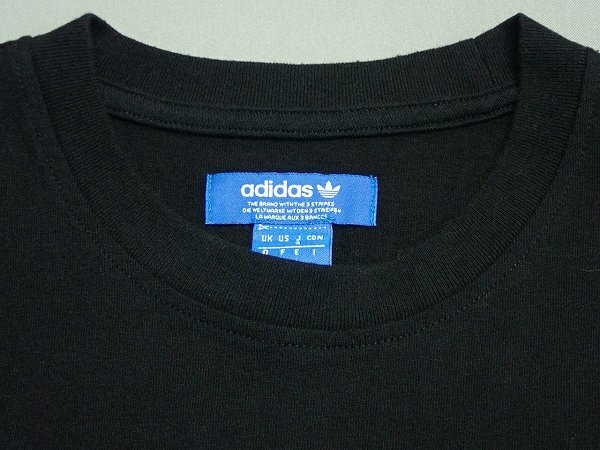 adidas
THE BRAND WITH THE 3 STRIPES
DIE WELTMARKE MIT DEN 3 STREIFEN
LA MARQUE AUX 3 BANDES
UK US J CDN
D F E I